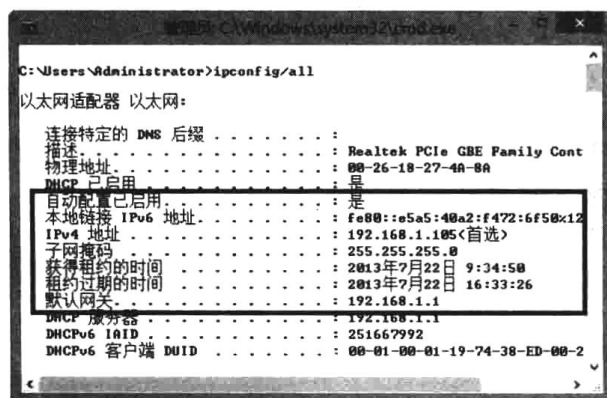 管理员: C:\Windows\system32\cmd.exe
C:\Users\Administrator>ipconfig/all
以太网适配器 以太网:
连接特定的 DNS 后缀 . . . . . . . :
描述. . . . . . . . . . . . . . . : Realtek PCIe GBE Family Cont
物理地址. . . . . . . . . . . . . : 00-26-18-27-4A-8A
DHCP 已启用 . . . . . . . . . . . : 是
自动配置已启用. . . . . . . . . . : 是
本地链接 IPv6 地址. . . . . . . . : fe80::e5a5:40a2:f472:6f50%12
IPv4 地址 . . . . . . . . . . . . : 192.168.1.105(首选)
子网掩码 . . . . . . . . . . . . : 255.255.255.0
获得租约的时间 . . . . . . . . . : 2013年7月22日 9:34:50
租约过期的时间 . . . . . . . . . : 2013年7月22日 16:33:26
默认网关. . . . . . . . . . . . . : 192.168.1.1
DHCP 服务器 . . . . . . . . . . . : 192.168.1.1
DHCPv6 IAID . . . . . . . . . . . : 251667992
DHCPv6 客户端 DUID . . . . . . . : 00-01-00-01-19-74-38-ED-00-2